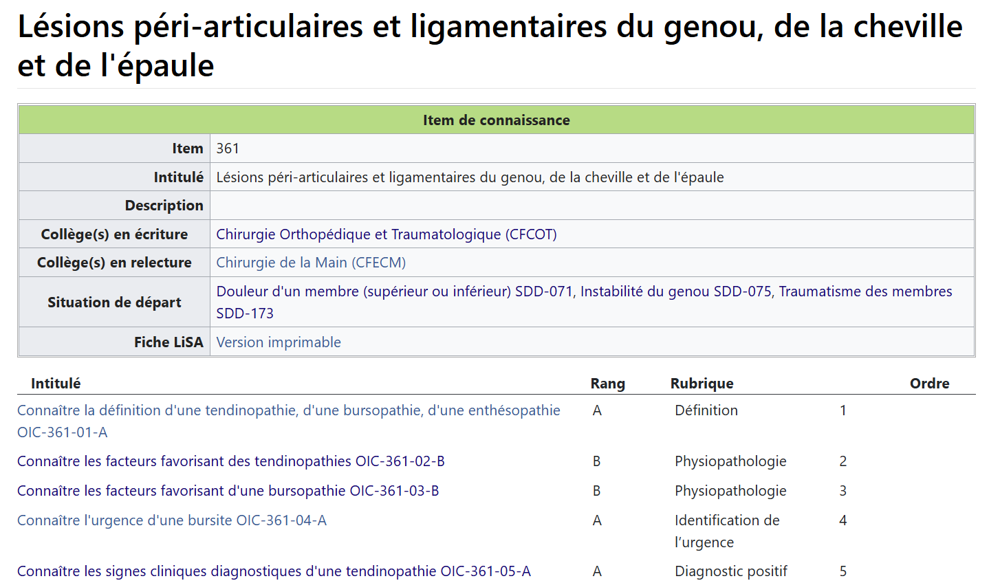 Lésions péri-articulaires et ligamentaires du genou, de la cheville
et de l'épaule
Item de connaissance
Item 361
Intitulé Lésions péri-articulaires et ligamentaires du genou, de la cheville et de l'épaule
Description
Collège(s) en écriture Chirurgie Orthopédique et Traumatologique (CFCOT)
Collège(s) en relecture Chirurgie de la Main (CFECM)
Situation de départ Douleur d'un membre (supérieur ou inférieur) SDD-071, Instabilité du genou SDD-075, Traumatisme des membres
SDD-173
Fiche LiSA Version imprimable
Intitulé Rang Rubrique Ordre
Connaître la définition d'une tendinopathie, d'une bursopathie, d'une enthésopathie A Définition 1
OIC-361-01-A
Connaître les facteurs favorisant des tendinopathies OIC-361-02-B B Physiopathologie 2
Connaître les facteurs favorisant d'une bursopathie OIC-361-03-B B Physiopathologie 3
Connaître l'urgence d'une bursite OIC-361-04-A A Identification de 4
l’urgence
Connaître les signes cliniques diagnostiques d'une tendinopathie OIC-361-05-A A Diagnostic positif 5